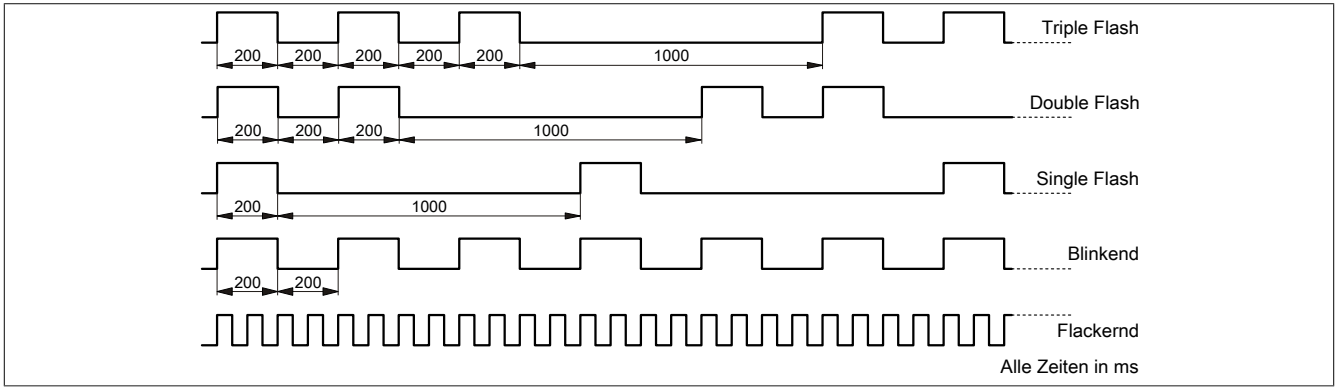 Triple Flash
200 200 200 200 200 1000
Double Flash
200 200 200 1000
Single Flash
200 1000
Blinkend
200 200
Flackernd
Alle Zeiten in ms